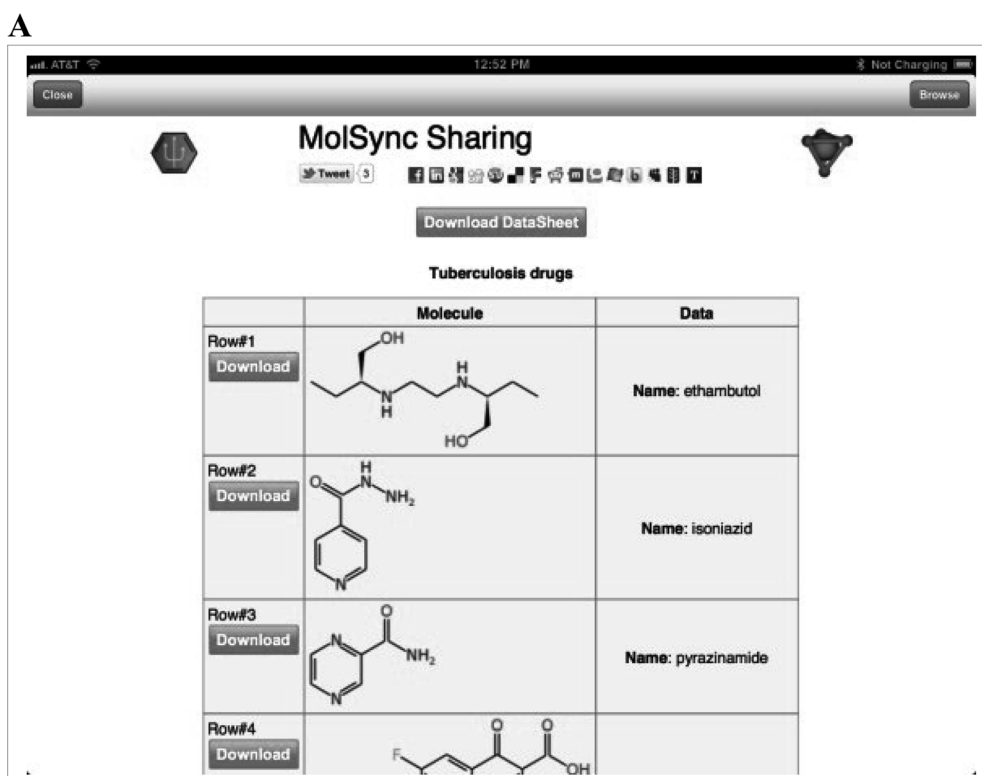 A
AT&T 12:52 PM Not Charging
Close Browse
MolSync Sharing
Tweet 3
Download DataSheet
Tuberculosis drugs
Molecule Data
Row#1
Download
OH
H
N
N
H
HO
Name: ethambutol
Row#2
Download
H
O
N
NH₂
N
Name: isoniazid
Row#3
Download
O
N
NH₂
N
Name: pyrazinamide
Row#4
Download
O O
F
OH